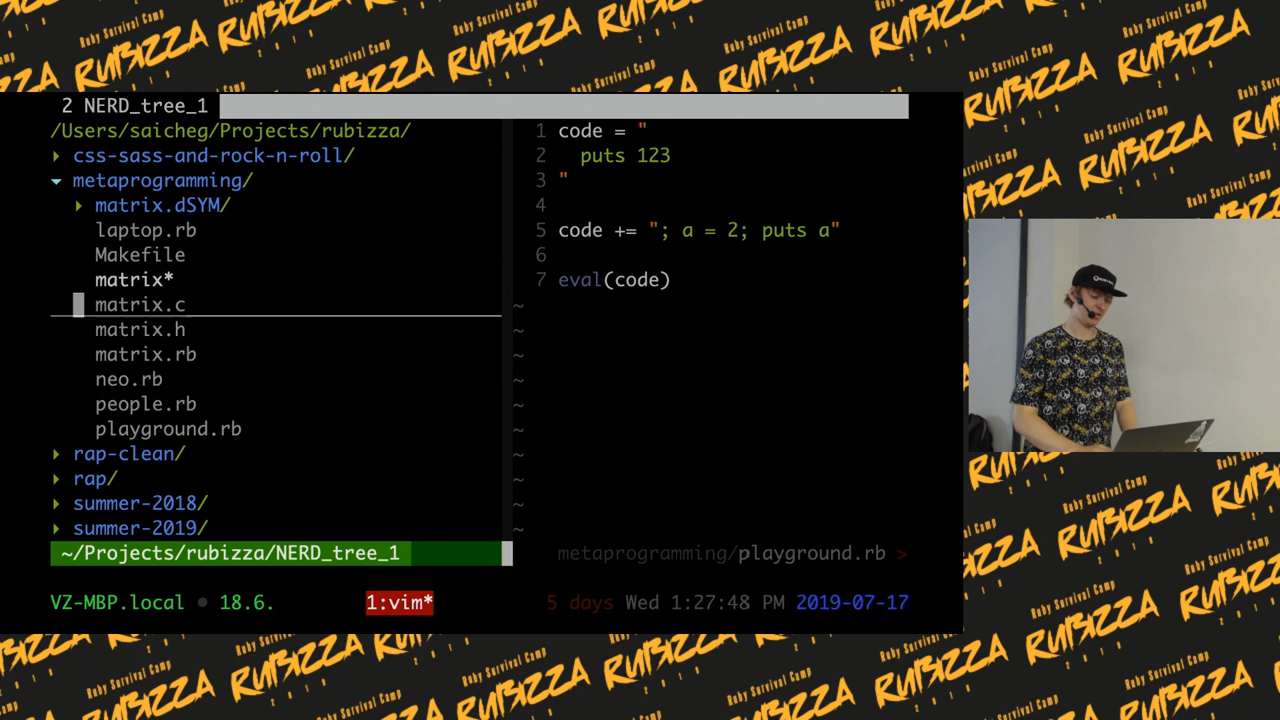 2 NERD_tree_1
/Users/saicheg/Projects/rubizza/
css-sass-and-rock-n-roll/
metaprogramming/
matrix.dSYM/
laptop.rb
Makefile
matrix*
matrix.c
matrix.h
matrix.rb
neo.rb
people.rb
playground.rb
rap-clean/
rap/
summer-2018/
summer-2019/
~/Projects/rubizza/NERD_tree_1
1 code = "
2 puts 123
3 "
4
5 code += "; a = 2; puts a"
6
7 eval(code)
~
~
~
~
~
~
~
~
~
~
metaprogramming/playground.rb >
VZ-MBP.local • 18.6. 1:vim* 5 days Wed 1:27:48 PM 2019-07-17
Ruby Survival Camp
RUBIZZA
2019